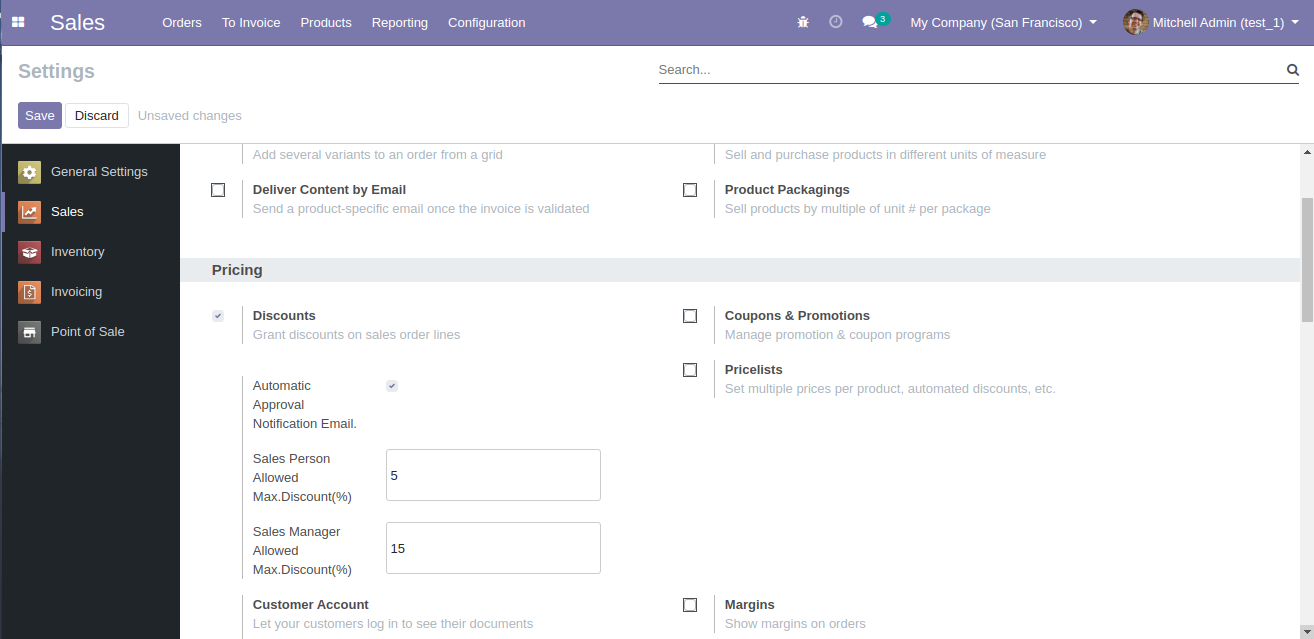 Sales Orders To Invoice Products Reporting Configuration 3 My Company (San Francisco) Mitchell Admin (test_1)
Settings
Search...
Save Discard Unsaved changes
General Settings
Sales
Inventory
Invoicing
Point of Sale
Add several variants to an order from a grid
Sell and purchase products in different units of measure
Deliver Content by Email
Send a product-specific email once the invoice is validated
Product Packagings
Sell products by multiple of unit # per package
Pricing
Discounts
Grant discounts on sales order lines
Coupons & Promotions
Manage promotion & coupon programs
Pricelists
Set multiple prices per product, automated discounts, etc.
Automatic
Approval
Notification Email.
Sales Person
Allowed
Max.Discount(%)
5
Sales Manager
Allowed
Max.Discount(%)
15
Customer Account
Let your customers log in to see their documents
Margins
Show margins on orders